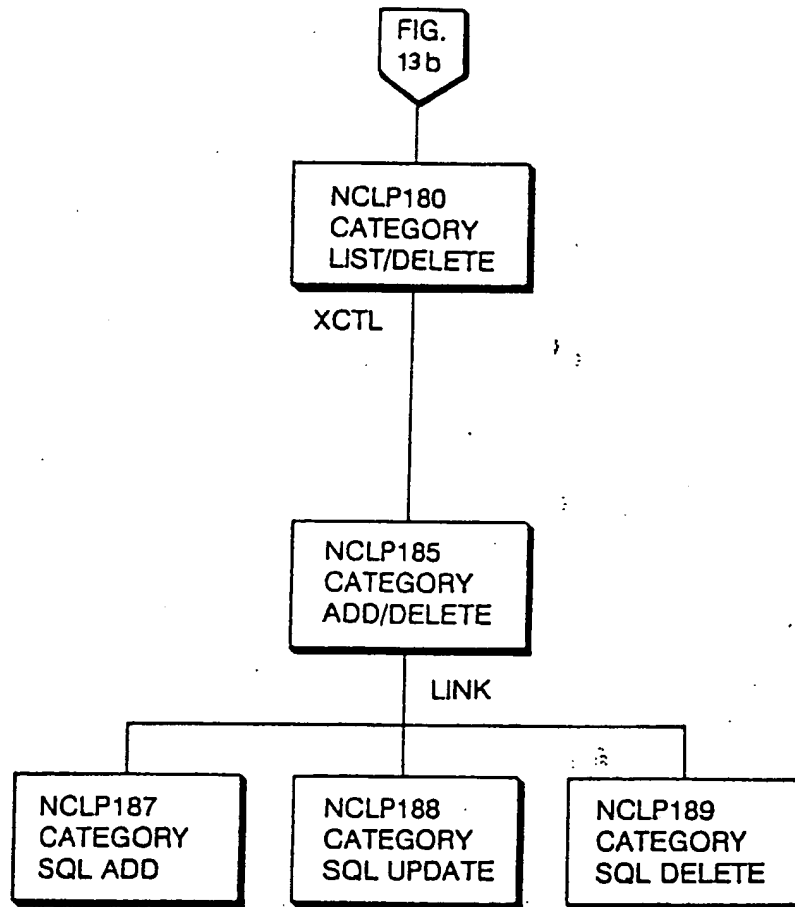 FIG.
13b
NCLP180
CATEGORY
LIST/DELETE
XCTL
NCLP185
CATEGORY
ADD/DELETE
LINK
NCLP187
CATEGORY
SQL ADD
NCLP188
CATEGORY
SQL UPDATE
NCLP189
CATEGORY
SQL DELETE